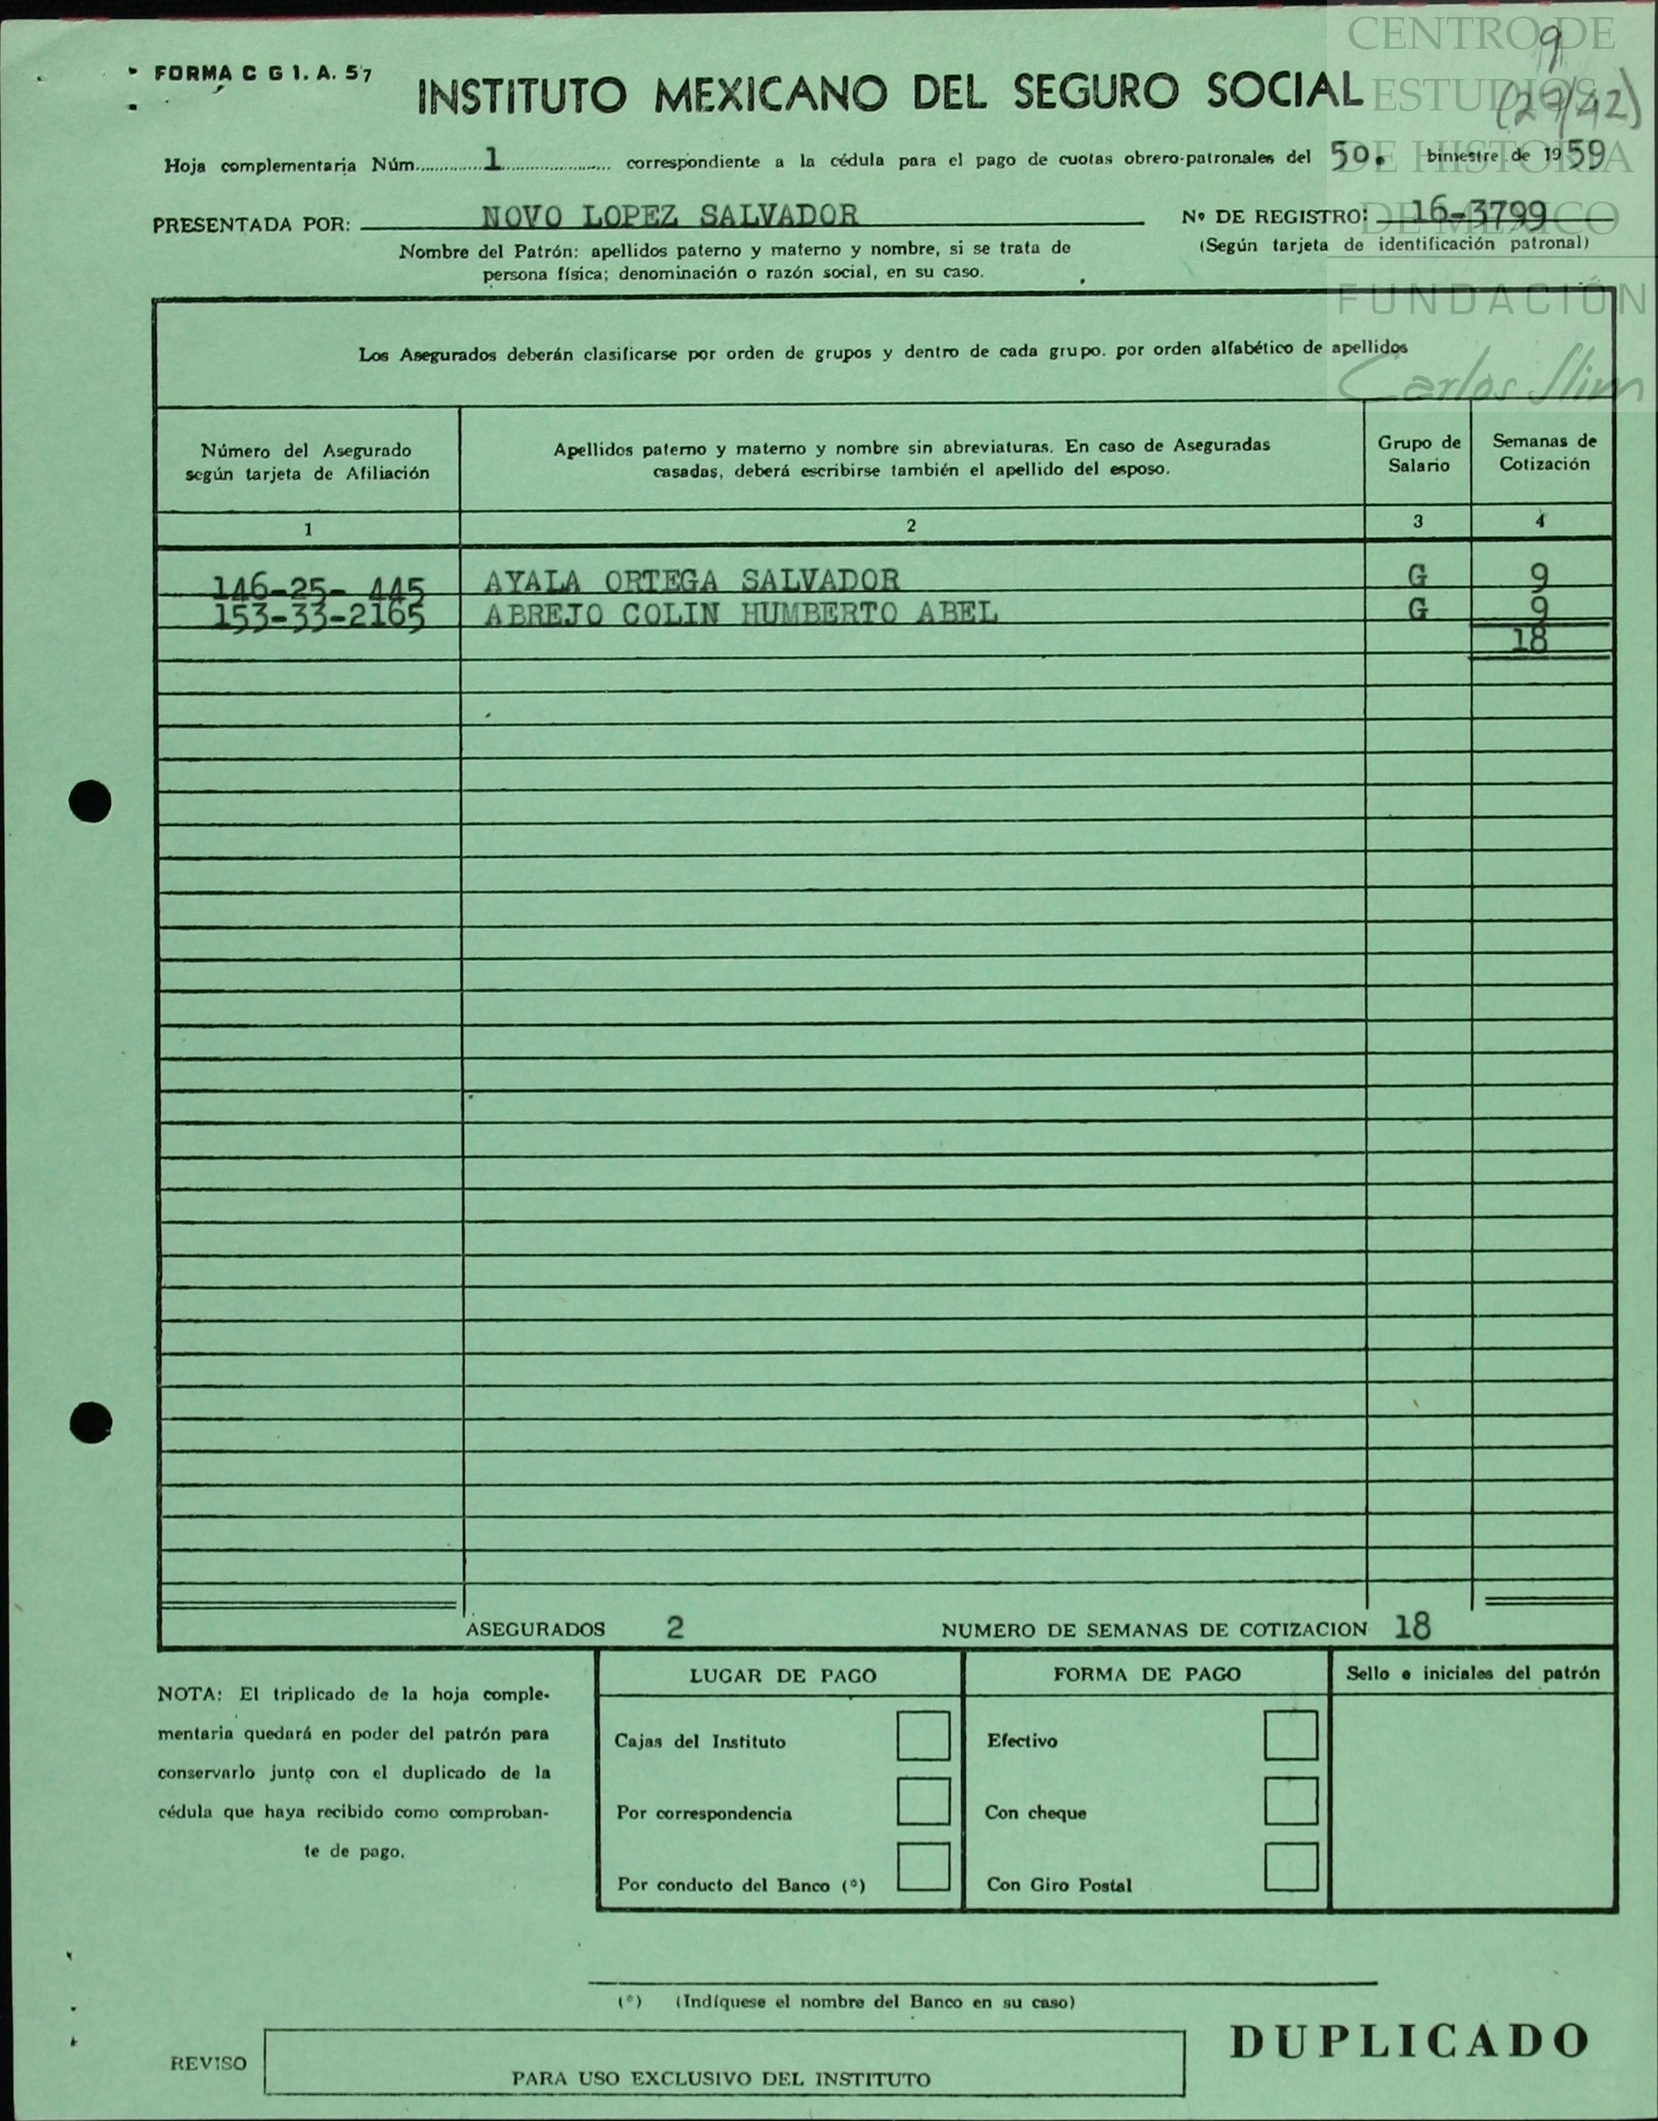 CENTRO DE
ESTUDIOS
DE HISTORIA
DE MÉXICO
FUNDACIÓN
Carlos Slim
9
(27/42)
FORMA C G 1. A. 57
INSTITUTO MEXICANO DEL SEGURO SOCIAL
Hoja complementaria Núm. 1 correspondiente a la cédula para el pago de cuotas obrero-patronales del 5o. bimestre de 1959
PRESENTADA POR: NOVO LOPEZ SALVADOR Nº DE REGISTRO: 16-3799
Nombre del Patrón: apellidos paterno y materno y nombre, si se trata de (Según tarjeta de identificación patronal)
persona física; denominación o razón social, en su caso.
Los Asegurados deberán clasificarse por orden de grupos y dentro de cada grupo. por orden alfabético de apellidos
Número del Asegurado
según tarjeta de Afiliación
Apellidos paterno y materno y nombre sin abreviaturas. En caso de Aseguradas
casadas, deberá escribirse también el apellido del esposo.
Grupo de
Salario
Semanas de
Cotización
1 2 3 4
146-25- 445 AYALA ORTEGA SALVADOR G 9
153-33-2165 ABREJO COLIN HUMBERTO ABEL G 9
18
ASEGURADOS 2 NUMERO DE SEMANAS DE COTIZACION 18
NOTA: El triplicado de la hoja comple-
mentaria quedará en poder del patrón para
conservarlo junto con el duplicado de la
cédula que haya recibido como comproban-
te de pago.
LUGAR DE PAGO
Cajas del Instituto
Por correspondencia
Por conducto del Banco (*)
FORMA DE PAGO
Efectivo
Con cheque
Con Giro Postal
Sello e iniciales del patrón
(*) (Indíquese el nombre del Banco en su caso)
DUPLICADO
REVISO
PARA USO EXCLUSIVO DEL INSTITUTO